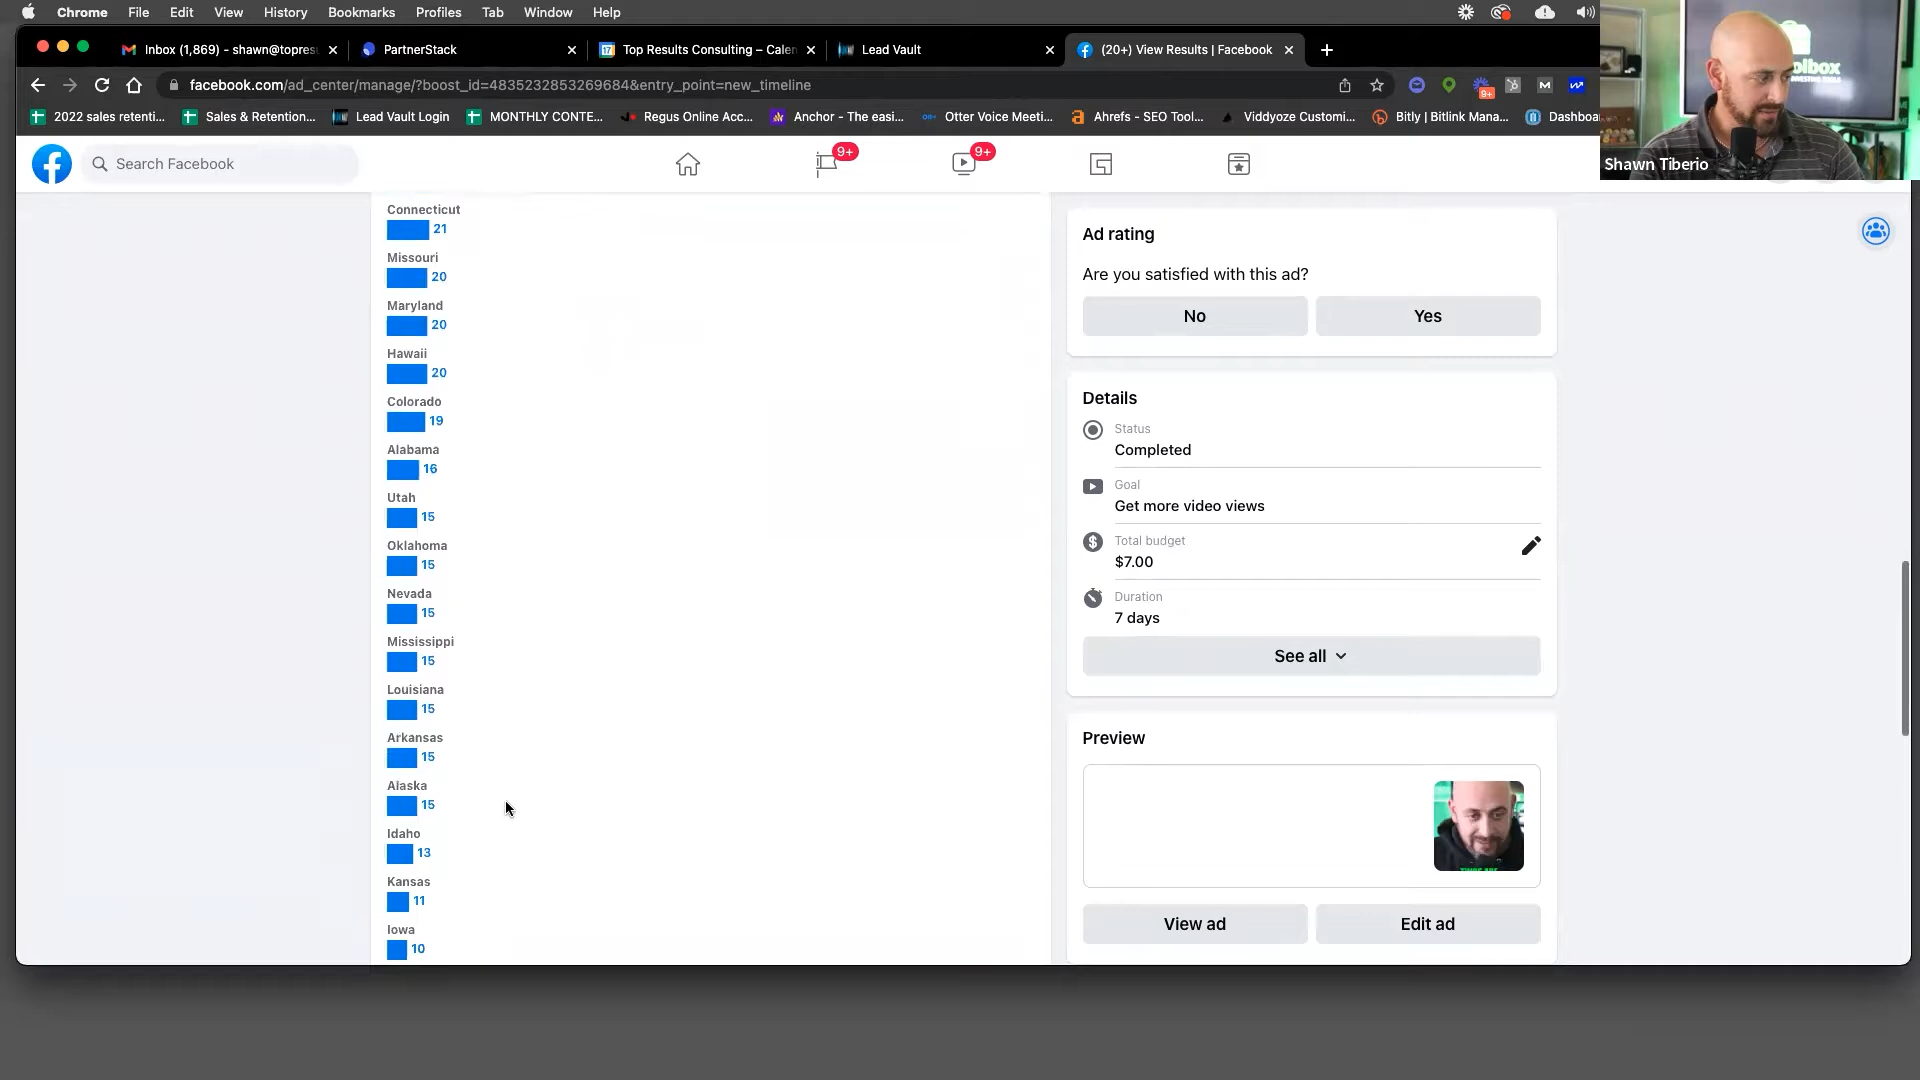 Chrome File Edit View History Bookmarks Profiles Tab Window Help
Inbox (1,869) - shawn@topres
PartnerStack
Top Results Consulting – Calen
Lead Vault
(20+) View Results | Facebook
facebook.com/ad_center/manage/?boost_id=4835232853269684&entry_point=new_timeline
9+
2022 sales retenti...
Sales & Retention...
Lead Vault Login
MONTHLY CONTE...
Regus Online Acc...
Anchor - The easi...
Otter Voice Meeti...
Ahrefs - SEO Tool...
Viddyoze Customi...
Bitly | Bitlink Mana...
Dashboa
Shawn Tiberio
olbox
Search Facebook
9+
9+
Connecticut
21
Missouri
20
Maryland
20
Hawaii
20
Colorado
19
Alabama
16
Utah
15
Oklahoma
15
Nevada
15
Mississippi
15
Louisiana
15
Arkansas
15
Alaska
15
Idaho
13
Kansas
11
Iowa
10
Ad rating
Are you satisfied with this ad?
No
Yes
Details
Status
Completed
Goal
Get more video views
Total budget
$7.00
Duration
7 days
See all
Preview
View ad
Edit ad